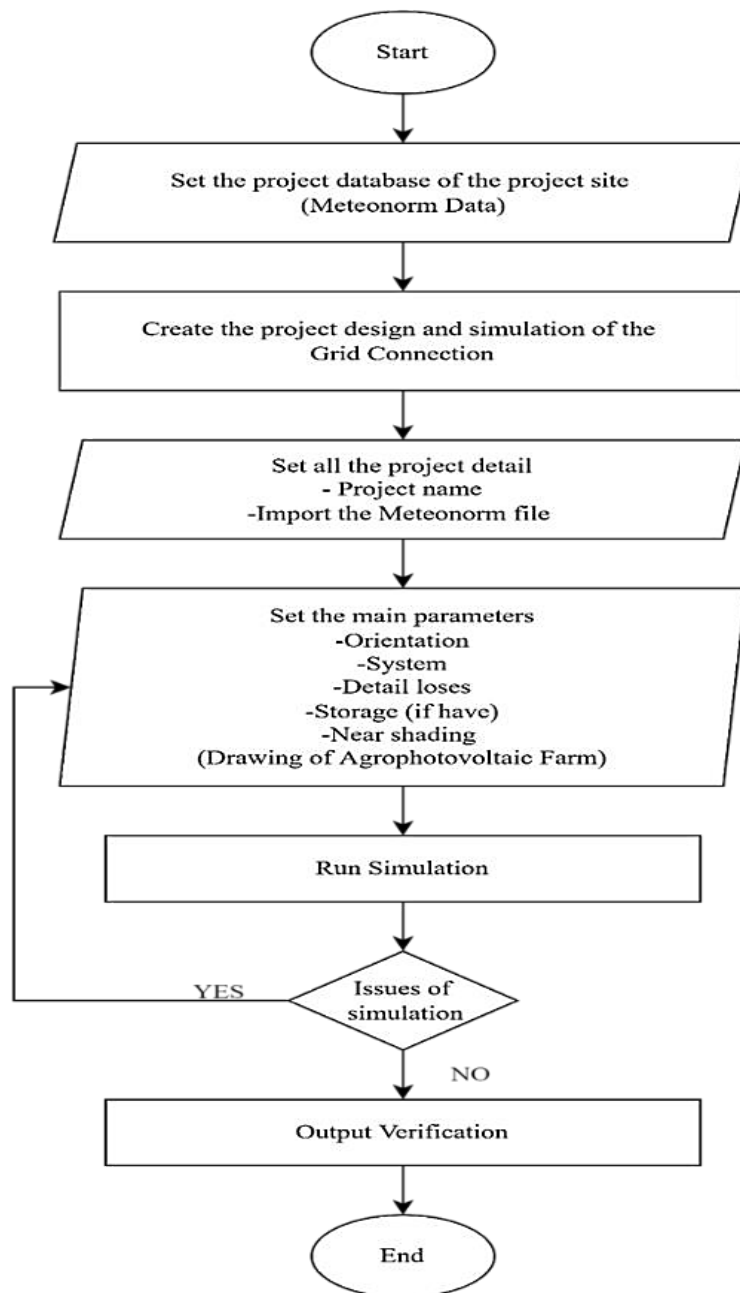 Start
Set the project database of the project site
(Meteonorm Data)
Create the project design and simulation of the
Grid Connection
Set all the project detail
- Project name
-Import the Meteonorm file
Set the main parameters
-Orientation
-System
-Detail loses
-Storage (if have)
-Near shading
(Drawing of Agrophotovoltaic Farm)
Run Simulation
Issues of
simulation
YES
NO
Output Verification
End